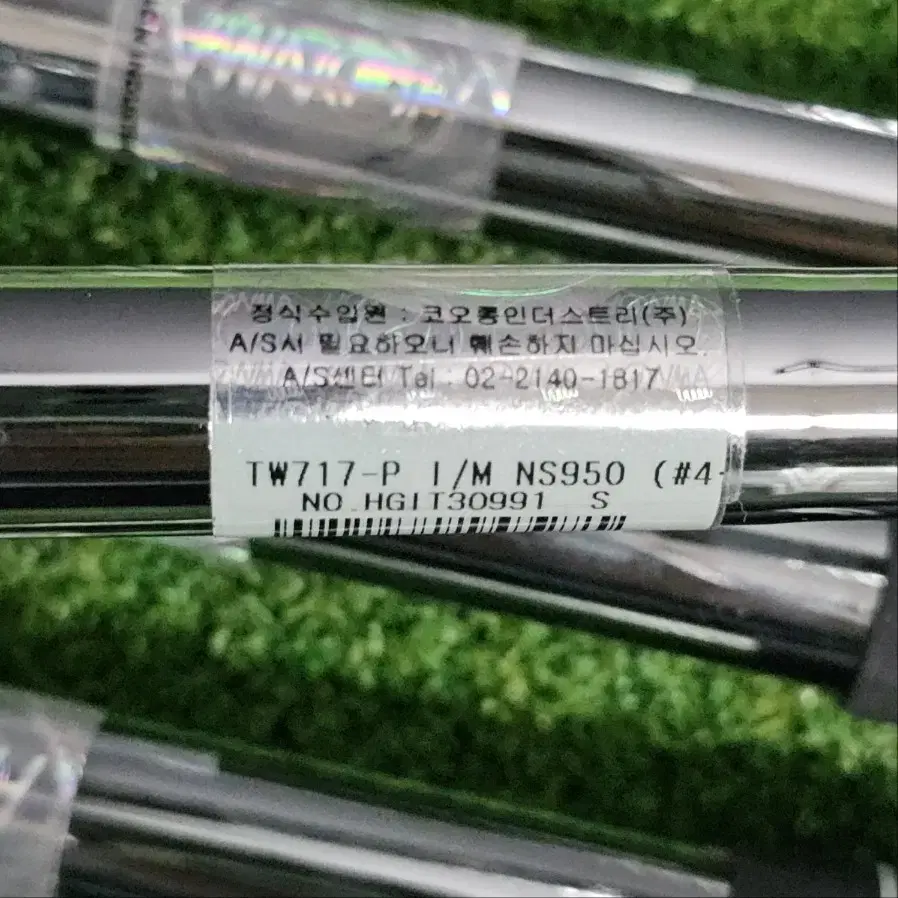 정식수입원 : 코오롱인더스트리(주)
A/S시 필요하오니 훼손하지 마십시오.
A/S센터 Tel : 02-2140-1817
TW717-P I/M NS950 (#4-
NO.HGIT30991 S